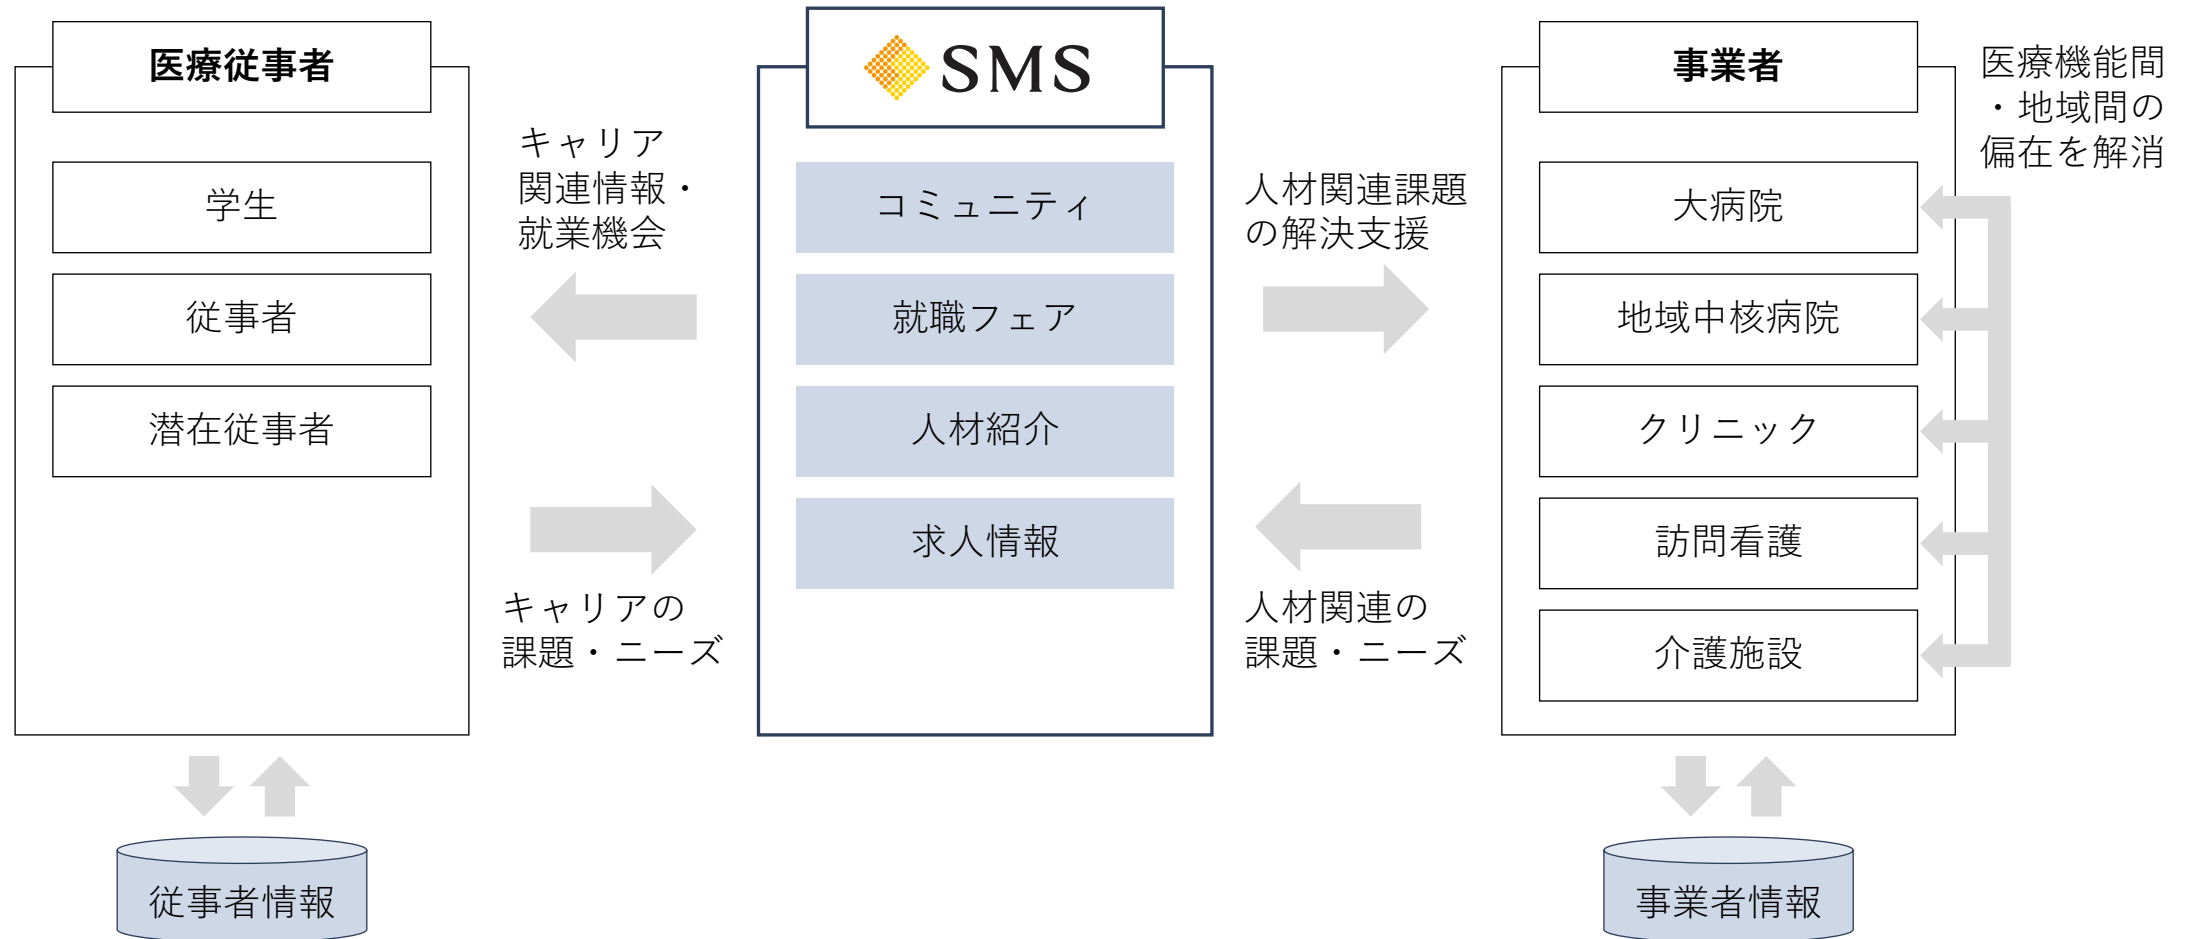 医療従事者
学生
従事者
潜在従事者
従事者情報
キャリア
関連情報・
就業機会
キャリアの
課題・ニーズ
SMS
コミュニティ
就職フェア
人材紹介
求人情報
人材関連課題
の解決支援
人材関連の
課題・ニーズ
事業者
大病院
地域中核病院
クリニック
訪問看護
介護施設
事業者情報
医療機能間
・地域間の
偏在を解消